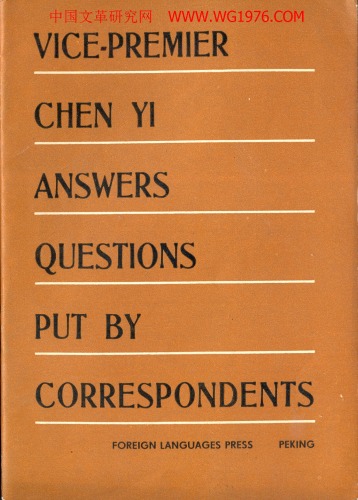 中国文革研究网 www.WG1976.COM
VICE-PREMIER
CHEN YI
ANSWERS
QUESTIONS
PUT BY
CORRESPONDENTS
FOREIGN LANGUAGES PRESS PEKING